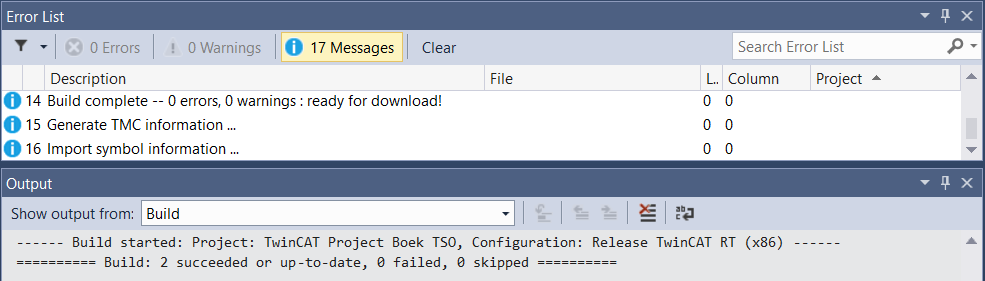 Error List
0 Errors 0 Warnings 17 Messages Clear Search Error List
Description File L.. Column Project
14 Build complete -- 0 errors, 0 warnings : ready for download! 0 0
15 Generate TMC information ... 0 0
16 Import symbol information ... 0 0
Output
Show output from: Build
------ Build started: Project: TwinCAT Project Boek TSO, Configuration: Release TwinCAT RT (x86) ------
========== Build: 2 succeeded or up-to-date, 0 failed, 0 skipped ==========